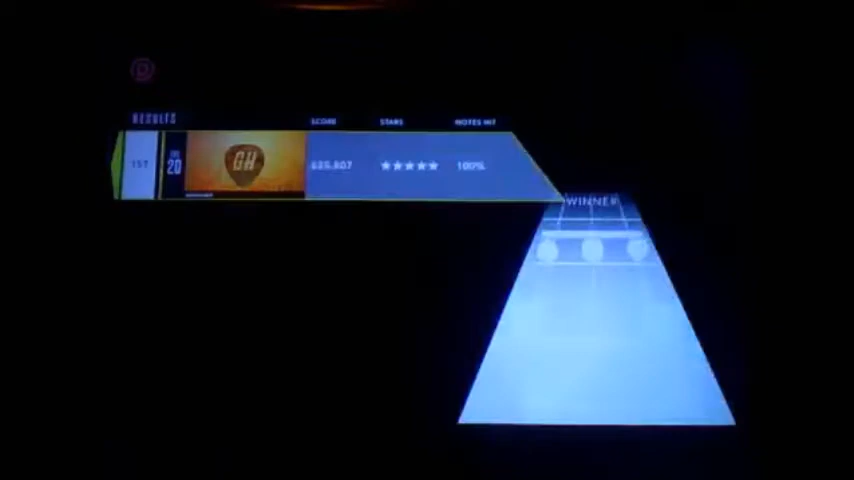 RESULTS
SCORE STARS NOTES HIT
1ST
20
GH
100%
WINNER